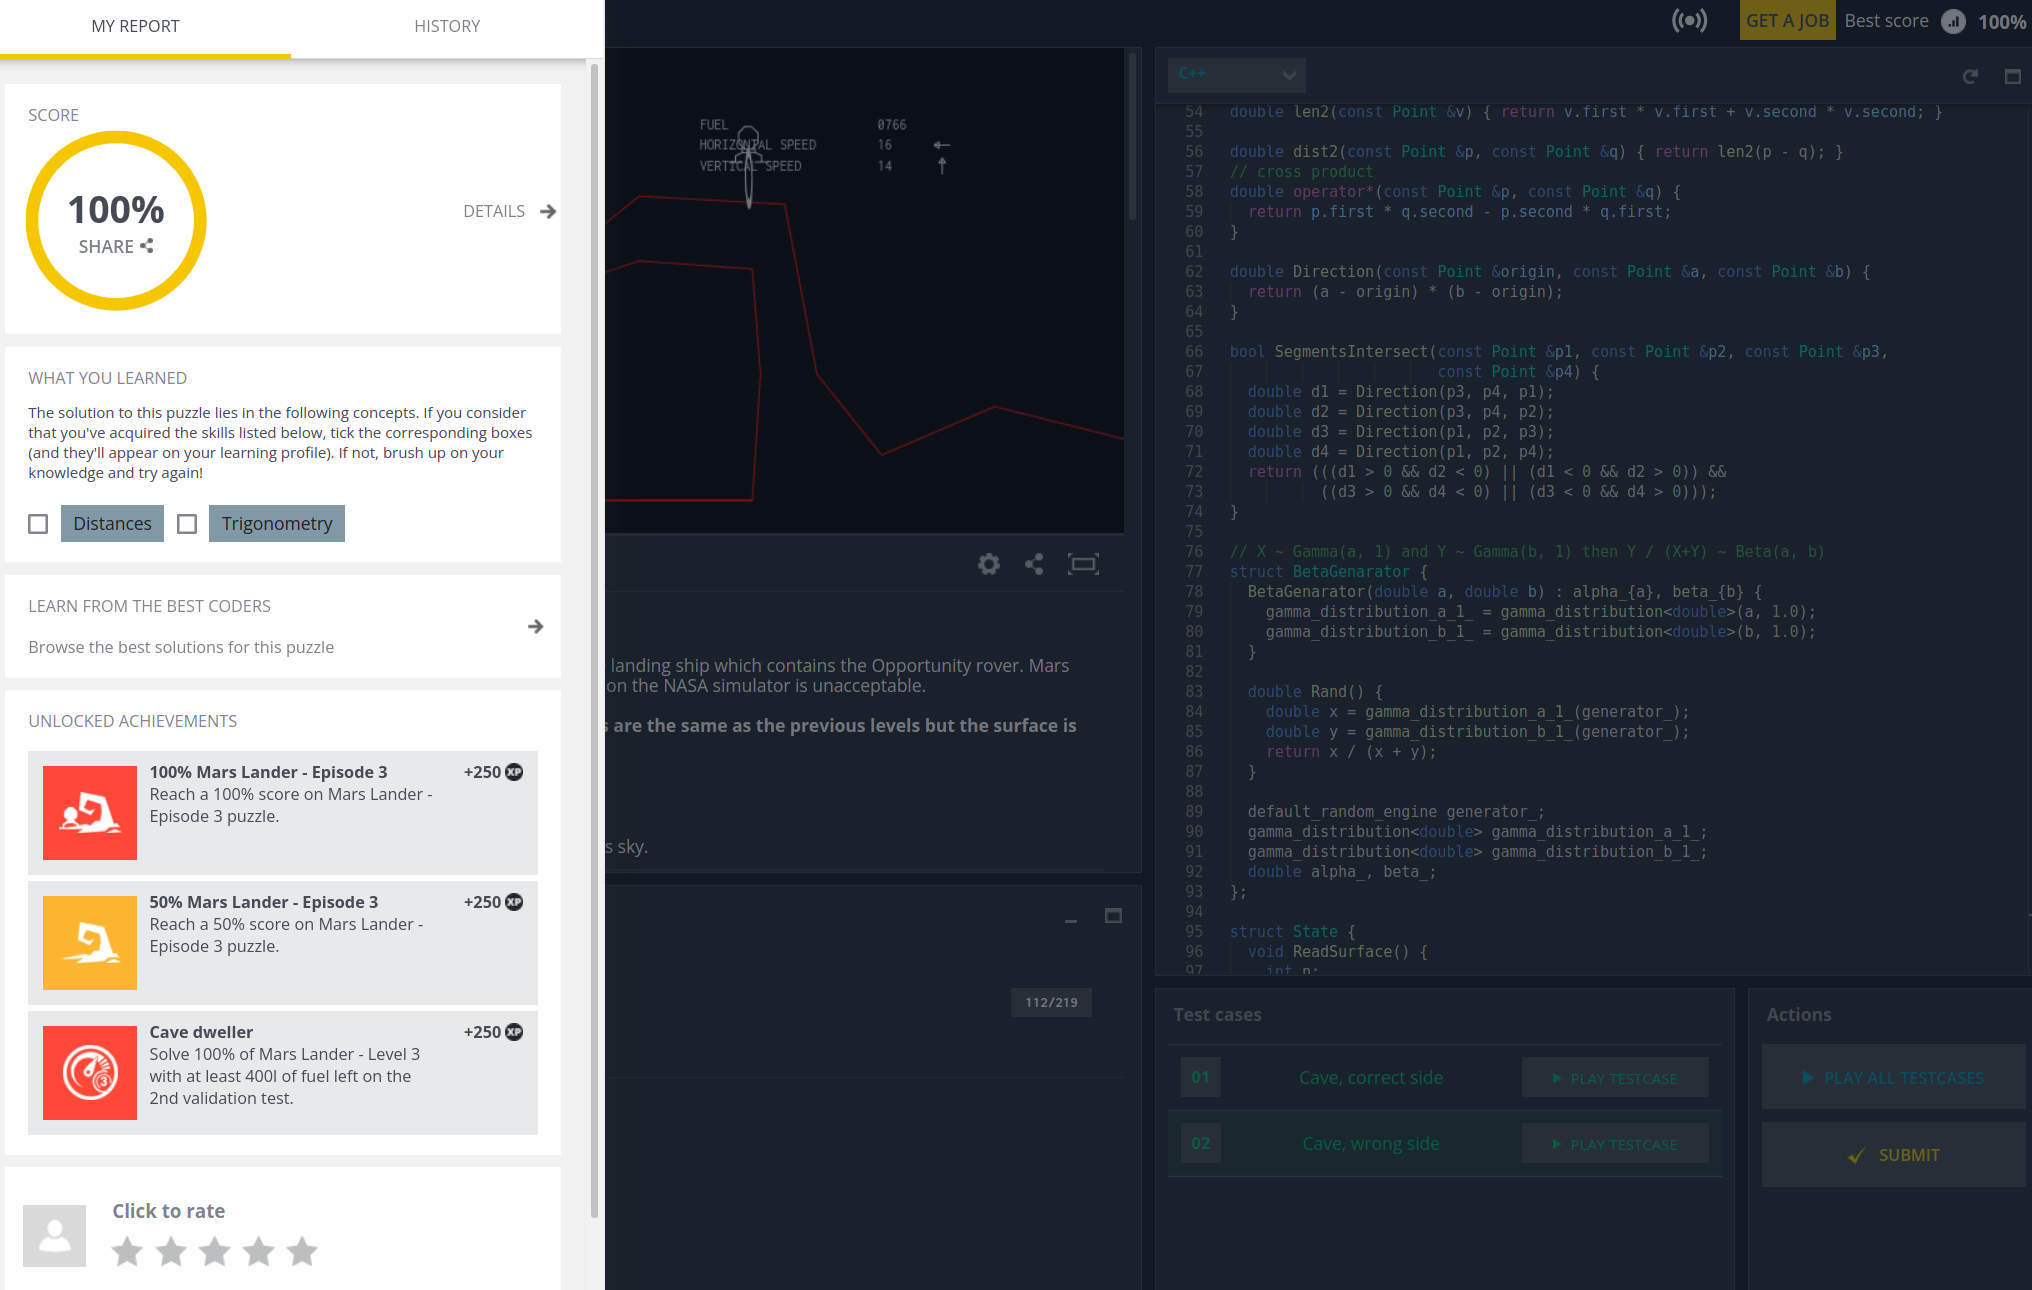 MY REPORT
HISTORY
SCORE
100%
SHARE
DETAILS
WHAT YOU LEARNED
The solution to this puzzle lies in the following concepts. If you consider
that you've acquired the skills listed below, tick the corresponding boxes
(and they'll appear on your learning profile). If not, brush up on your
knowledge and try again!
Distances
Trigonometry
LEARN FROM THE BEST CODERS
Browse the best solutions for this puzzle
UNLOCKED ACHIEVEMENTS
100% Mars Lander - Episode 3
+250 XP
Reach a 100% score on Mars Lander -
Episode 3 puzzle.
50% Mars Lander - Episode 3
+250 XP
Reach a 50% score on Mars Lander -
Episode 3 puzzle.
Cave dweller
+250 XP
Solve 100% of Mars Lander - Level 3
with at least 400l of fuel left on the
2nd validation test.
3
Click to rate
FUEL 0766
HORIZONTAL SPEED 16
VERTICAL SPEED 14
landing ship which contains the Opportunity rover. Mars
on the NASA simulator is unacceptable.
s are the same as the previous levels but the surface is
s sky.
112/219
GET A JOB
Best score
100%
C++
54 double len2(const Point &v) { return v.first * v.first + v.second * v.second; }
55
56 double dist2(const Point &p, const Point &q) { return len2(p - q); }
57 // cross product
58 double operator*(const Point &p, const Point &q) {
59 return p.first * q.second - p.second * q.first;
60 }
61
62 double Direction(const Point &origin, const Point &a, const Point &b) {
63 return (a - origin) * (b - origin);
64 }
65
66 bool SegmentsIntersect(const Point &p1, const Point &p2, const Point &p3,
67 const Point &p4) {
68 double d1 = Direction(p3, p4, p1);
69 double d2 = Direction(p3, p4, p2);
70 double d3 = Direction(p1, p2, p3);
71 double d4 = Direction(p1, p2, p4);
72 return (((d1 > 0 && d2 < 0) || (d1 < 0 && d2 > 0)) &&
73 ((d3 > 0 && d4 < 0) || (d3 < 0 && d4 > 0)));
74 }
75
76 // X ~ Gamma(a, 1) and Y ~ Gamma(b, 1) then Y / (X+Y) ~ Beta(a, b)
77 struct BetaGenarator {
78 BetaGenarator(double a, double b) : alpha_{a}, beta_{b} {
79 gamma_distribution_a_1_ = gamma_distribution<double>(a, 1.0);
80 gamma_distribution_b_1_ = gamma_distribution<double>(b, 1.0);
81 }
82
83 double Rand() {
84 double x = gamma_distribution_a_1_(generator_);
85 double y = gamma_distribution_b_1_(generator_);
86 return x / (x + y);
87 }
88
89 default_random_engine generator_;
90 gamma_distribution<double> gamma_distribution_a_1_;
91 gamma_distribution<double> gamma_distribution_b_1_;
92 double alpha_, beta_;
93 };
94
95 struct State {
96 void ReadSurface() {
97 int n;
Test cases
01 Cave, correct side PLAY TESTCASE
02 Cave, wrong side PLAY TESTCASE
Actions
PLAY ALL TESTCASES
SUBMIT